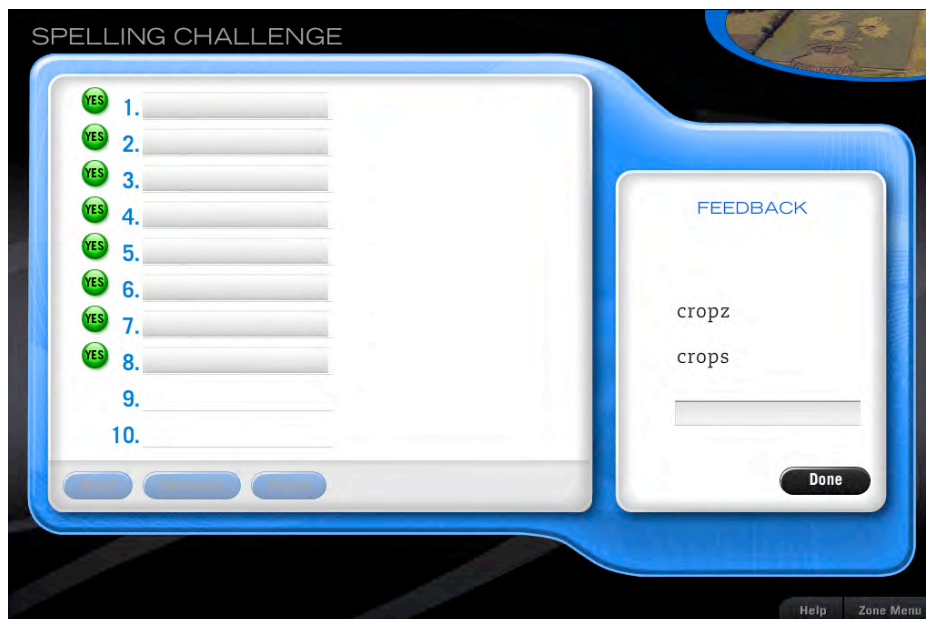 SPELLING CHALLENGE
YES 1.
YES 2.
YES 3.
YES 4.
YES 5.
YES 6.
YES 7.
YES 8.
9.
10.
FEEDBACK
cropz
crops
Done
Help Zone Menu